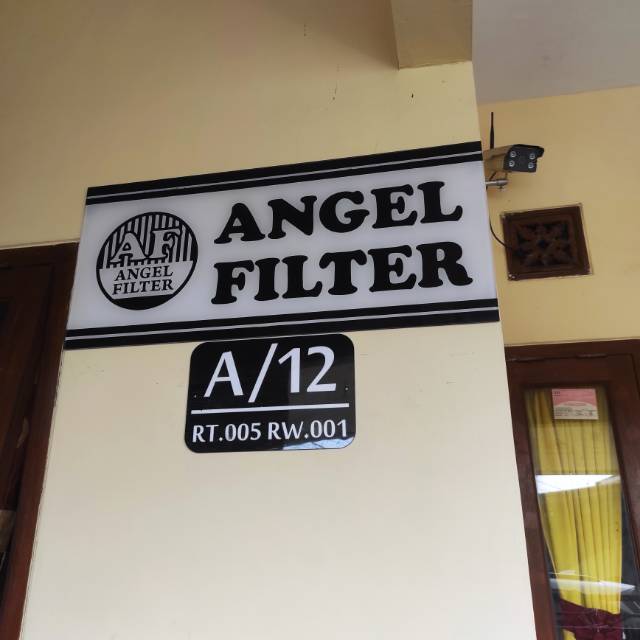 AF
ANGEL
FILTER
ANGEL
FILTER
A/12
RT.005 RW.001